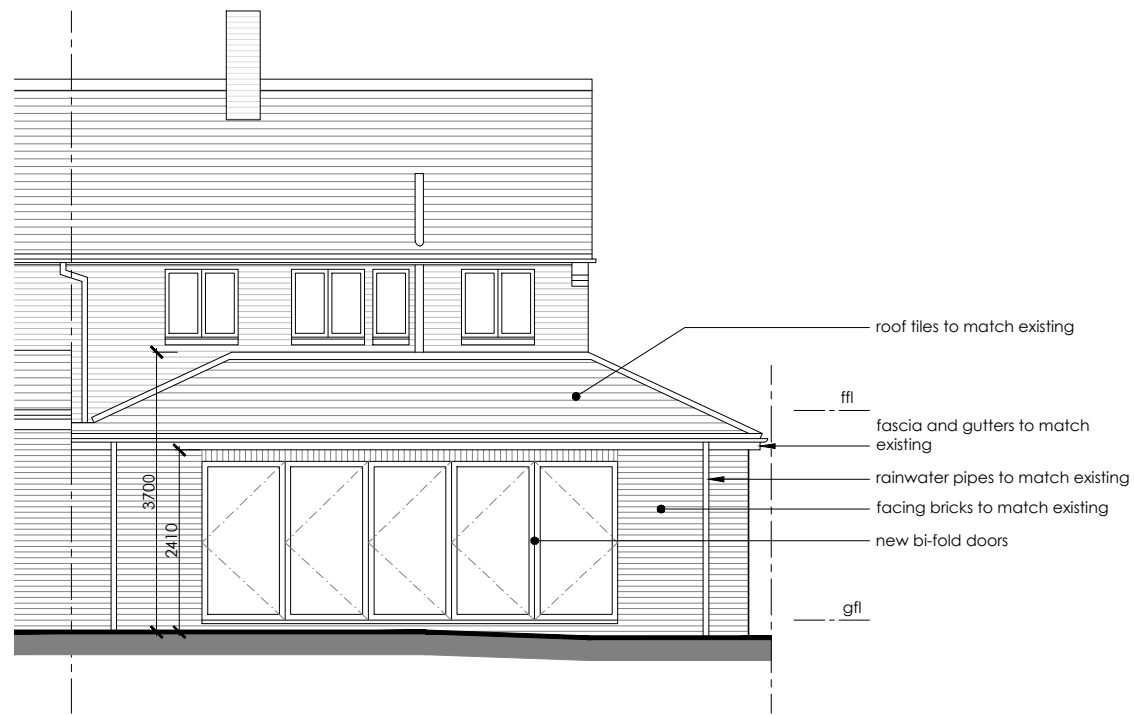 roof tiles to match existing
ffl
fascia and gutters to match
existing
rainwater pipes to match existing
facing bricks to match existing
new bi-fold doors
gfl
3700
2410